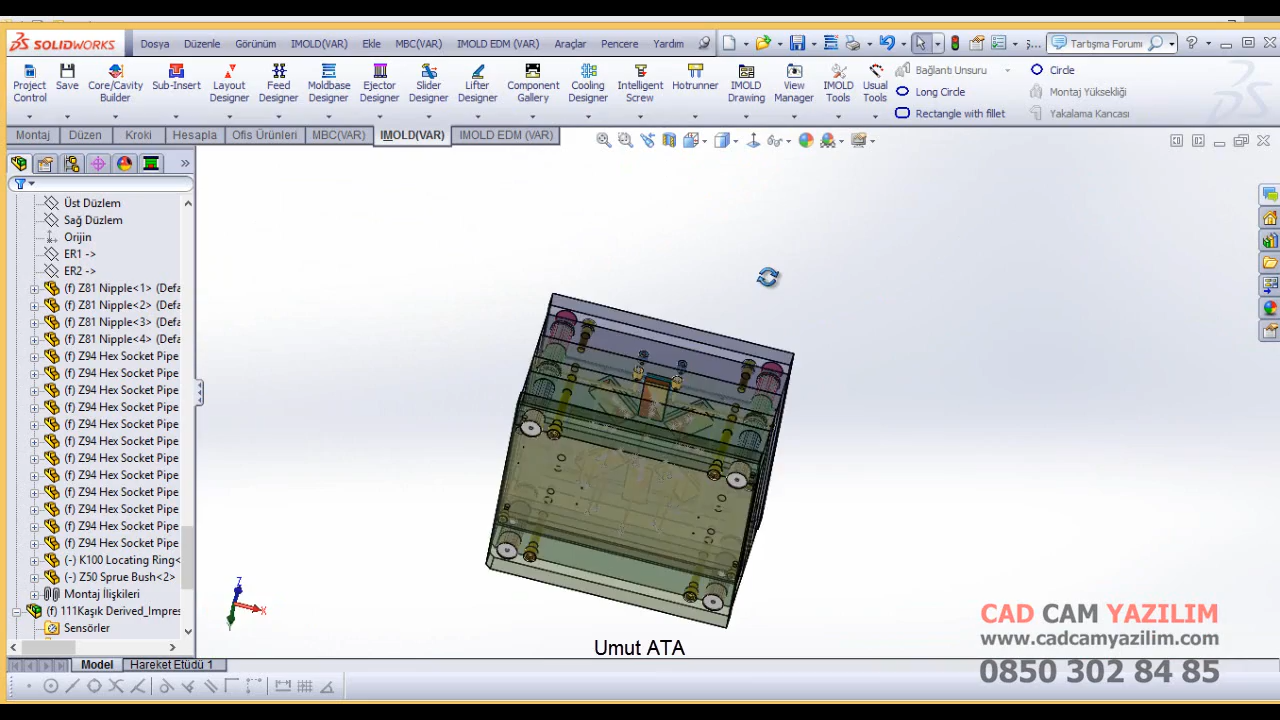 SOLIDWORKS Dosya Düzenle Görünüm IMOLD(VAR) Ekle MBC(VAR) IMOLD EDM (VAR) Araçlar Pencere Yardım Tartışma Forumı
Project Control Save Core/Cavity Builder Sub-Insert Layout Designer Feed Designer Moldbase Designer Ejector Designer Slider Designer Lifter Designer Component Gallery Cooling Designer Intelligent Screw Hotrunner IMOLD Drawing View Manager IMOLD Tools Usual Tools
Bağlantı Unsuru Circle
Long Circle Montaj Yüksekliği
Rectangle with fillet Yakalama Kancası
Montaj Düzen Kroki Hesapla Ofis Ürünleri MBC(VAR) IMOLD(VAR) IMOLD EDM (VAR)
Üst Düzlem
Sağ Düzlem
Orijin
ER1 ->
ER2 ->
(f) Z81 Nipple<1> (Defa
(f) Z81 Nipple<2> (Defa
(f) Z81 Nipple<3> (Defa
(f) Z81 Nipple<4> (Defa
(f) Z94 Hex Socket Pipe
(f) Z94 Hex Socket Pipe
(f) Z94 Hex Socket Pipe
(f) Z94 Hex Socket Pipe
(f) Z94 Hex Socket Pipe
(f) Z94 Hex Socket Pipe
(f) Z94 Hex Socket Pipe
(f) Z94 Hex Socket Pipe
(f) Z94 Hex Socket Pipe
(f) Z94 Hex Socket Pipe
(f) Z94 Hex Socket Pipe
(f) Z94 Hex Socket Pipe
(-) K100 Locating Ring<
(-) Z50 Sprue Bush<2>
Montaj İlişkileri
(f) 111Kaşık Derived_Impres
Sensörler
Z
X
Umut ATA
CAD CAM YAZILIM
www.cadcamyazilim.com
0850 302 84 85
Model Hareket Etüdü 1